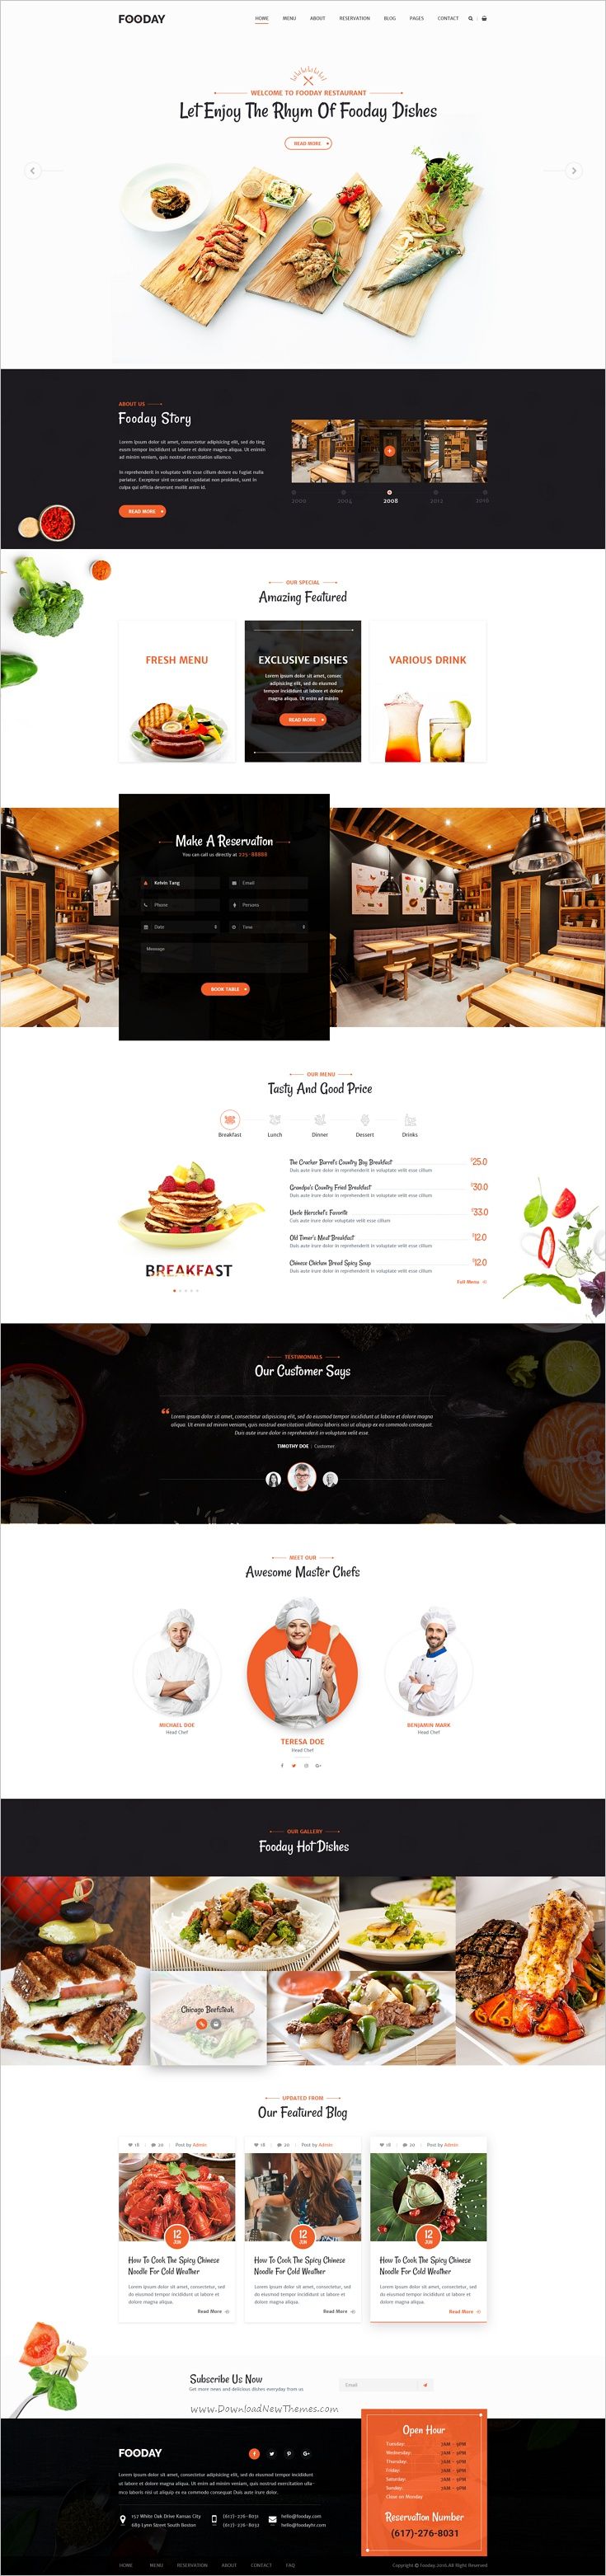 FOODAY
HOME MENU ABOUT RESERVATION BLOG PAGES CONTACT
WELCOME TO FOODAY RESTAURANT
Let Enjoy The Rhym Of Fooday Dishes
READ MORE
ABOUT US
Fooday Story
Lorem ipsum dolor sit amet, consectetur adipisicing elit, sed do
incididunt ut labore et dolore magna aliqua. Ut enim
ad minim veniam, quis nostrud exercitation ullamco.
In reprehenderit in voluptate velit esse cillum dolore eu fugiat nulla
pariatur. Excepteur sint occaecat cupidatat non proident, sunt in
culpa qui officia deserunt mollit anim id.
READ MORE
2008 2012 2016
OUR SPECIAL
Amazing Featured
FRESH MENU
EXCLUSIVE DISHES
Lorem ipsum dolor sit amet, consec
adipisicing elit, sed do eiusmod
tempor incididunt ut labore et dolore
magna aliqua. Ut enim ad minim
READ MORE
VARIOUS DRINK
Make A Reservation
You can call us directly at 225-88888
Kelvin Tang
Email
Phone
Persons
Date
Time
Message
BOOK TABLE
OUR MENU
Tasty And Good Price
Breakfast Lunch Dinner Dessert Drinks
BREAKFAST
The Cracker Barrel's Country Boy Breakfast $25.0
Duis aute irure dolor in reprehenderit in voluptate velit esse cillum
Grandpa's Country Fried Breakfast $30.0
Duis aute irure dolor in reprehenderit in voluptate velit esse cillum
Uncle Herschel's Favorite $33.0
irure dolor voluptate velit esse cillum
Old Timer's Meat Breakfast $12.0
Duis aute irure dolor in reprehenderit in voluptate velit esse cillum
Chinese Chicken Bread Spicy Soup $12.0
Duis aute irure dolor in reprehenderit in voluptate velit esse cillum
Full Menu
TESTIMONIALS
Our Customer Says
Lorem ipsum dolor sit amet, consectetur adipisicing elit, sed do eiusmod tempor incididunt ut labore et dolore magna
aliqua. Ut enim ad minim veniam, quis nostrud exercitation ullamco laboris nisi ut aliquip ex ea commodo consequat.
Duis aute irure dolor in reprehenderit in voluptate velit esse.
TIMOTHY DOE | Customer
MEET OUR
Awesome Master Chefs
MICHAEL DOE
Head Chef
TERESA DOE
Head Chef
BENJAMIN MARK
Head Chef
OUR GALLERY
Fooday Hot Dishes
Chicago Beefsteak
UPDATED FROM
Our Featured Blog
18 20 Post by Admin
12
JUN
How To Cook The Spicy Chinese
Noodle For Cold Weather
Lorem ipsum dolor sit amet, consectetur, sed
do eiusmod tempor incididunt ut labore et
dolore magna aliqua.
Read More
18 20 Post by Admin
12
JUN
How To Cook The Spicy Chinese
Noodle For Cold Weather
Lorem ipsum dolor sit amet, consectetur, sed
do eiusmod tempor incididunt ut labore et
dolore magna aliqua.
Read More
18 20 Post by Admin
12
JUN
How To Cook The Spicy Chinese
Noodle For Cold Weather
Lorem ipsum dolor sit amet, consectetur, sed
do eiusmod tempor incididunt ut labore et
dolore magna aliqua.
Read More
Subscribe Us Now
Get more news and delicious dishes everyday from us
Email
www.DownloadNewThemes.com
FOODAY
Lorem ipsum dolor sit amet, consectetur adipisicing elit, sed do eiusmod tempor incididunt
ut labore et dolore magna aliqua. Ut enim ad minim veniam, quis nostrud exercitation ulla-
mco laboris nisi ut aliquip ex ea commodo consequat Duis aute irure dolor.
157 White Oak Drive Kansas City
689 Lynn Street South Boston
(617)-276-8031
(617)-276-8032
hello@fooday.com
hello@foodayfr.com
Open Hour
Tuesday: 7AM - 9PM
Wednesday: 7AM - 9PM
Thursday: 7AM - 9PM
Friday: 7AM - 9PM
Saturday: 7AM - 9PM
Sunday: 7AM - 9PM
Close on Monday
Reservation Number
(617)-276-8031
HOME MENU RESERVATION ABOUT CONTACT FAQ
Copyright © Fooday 2016. All Right Reserved